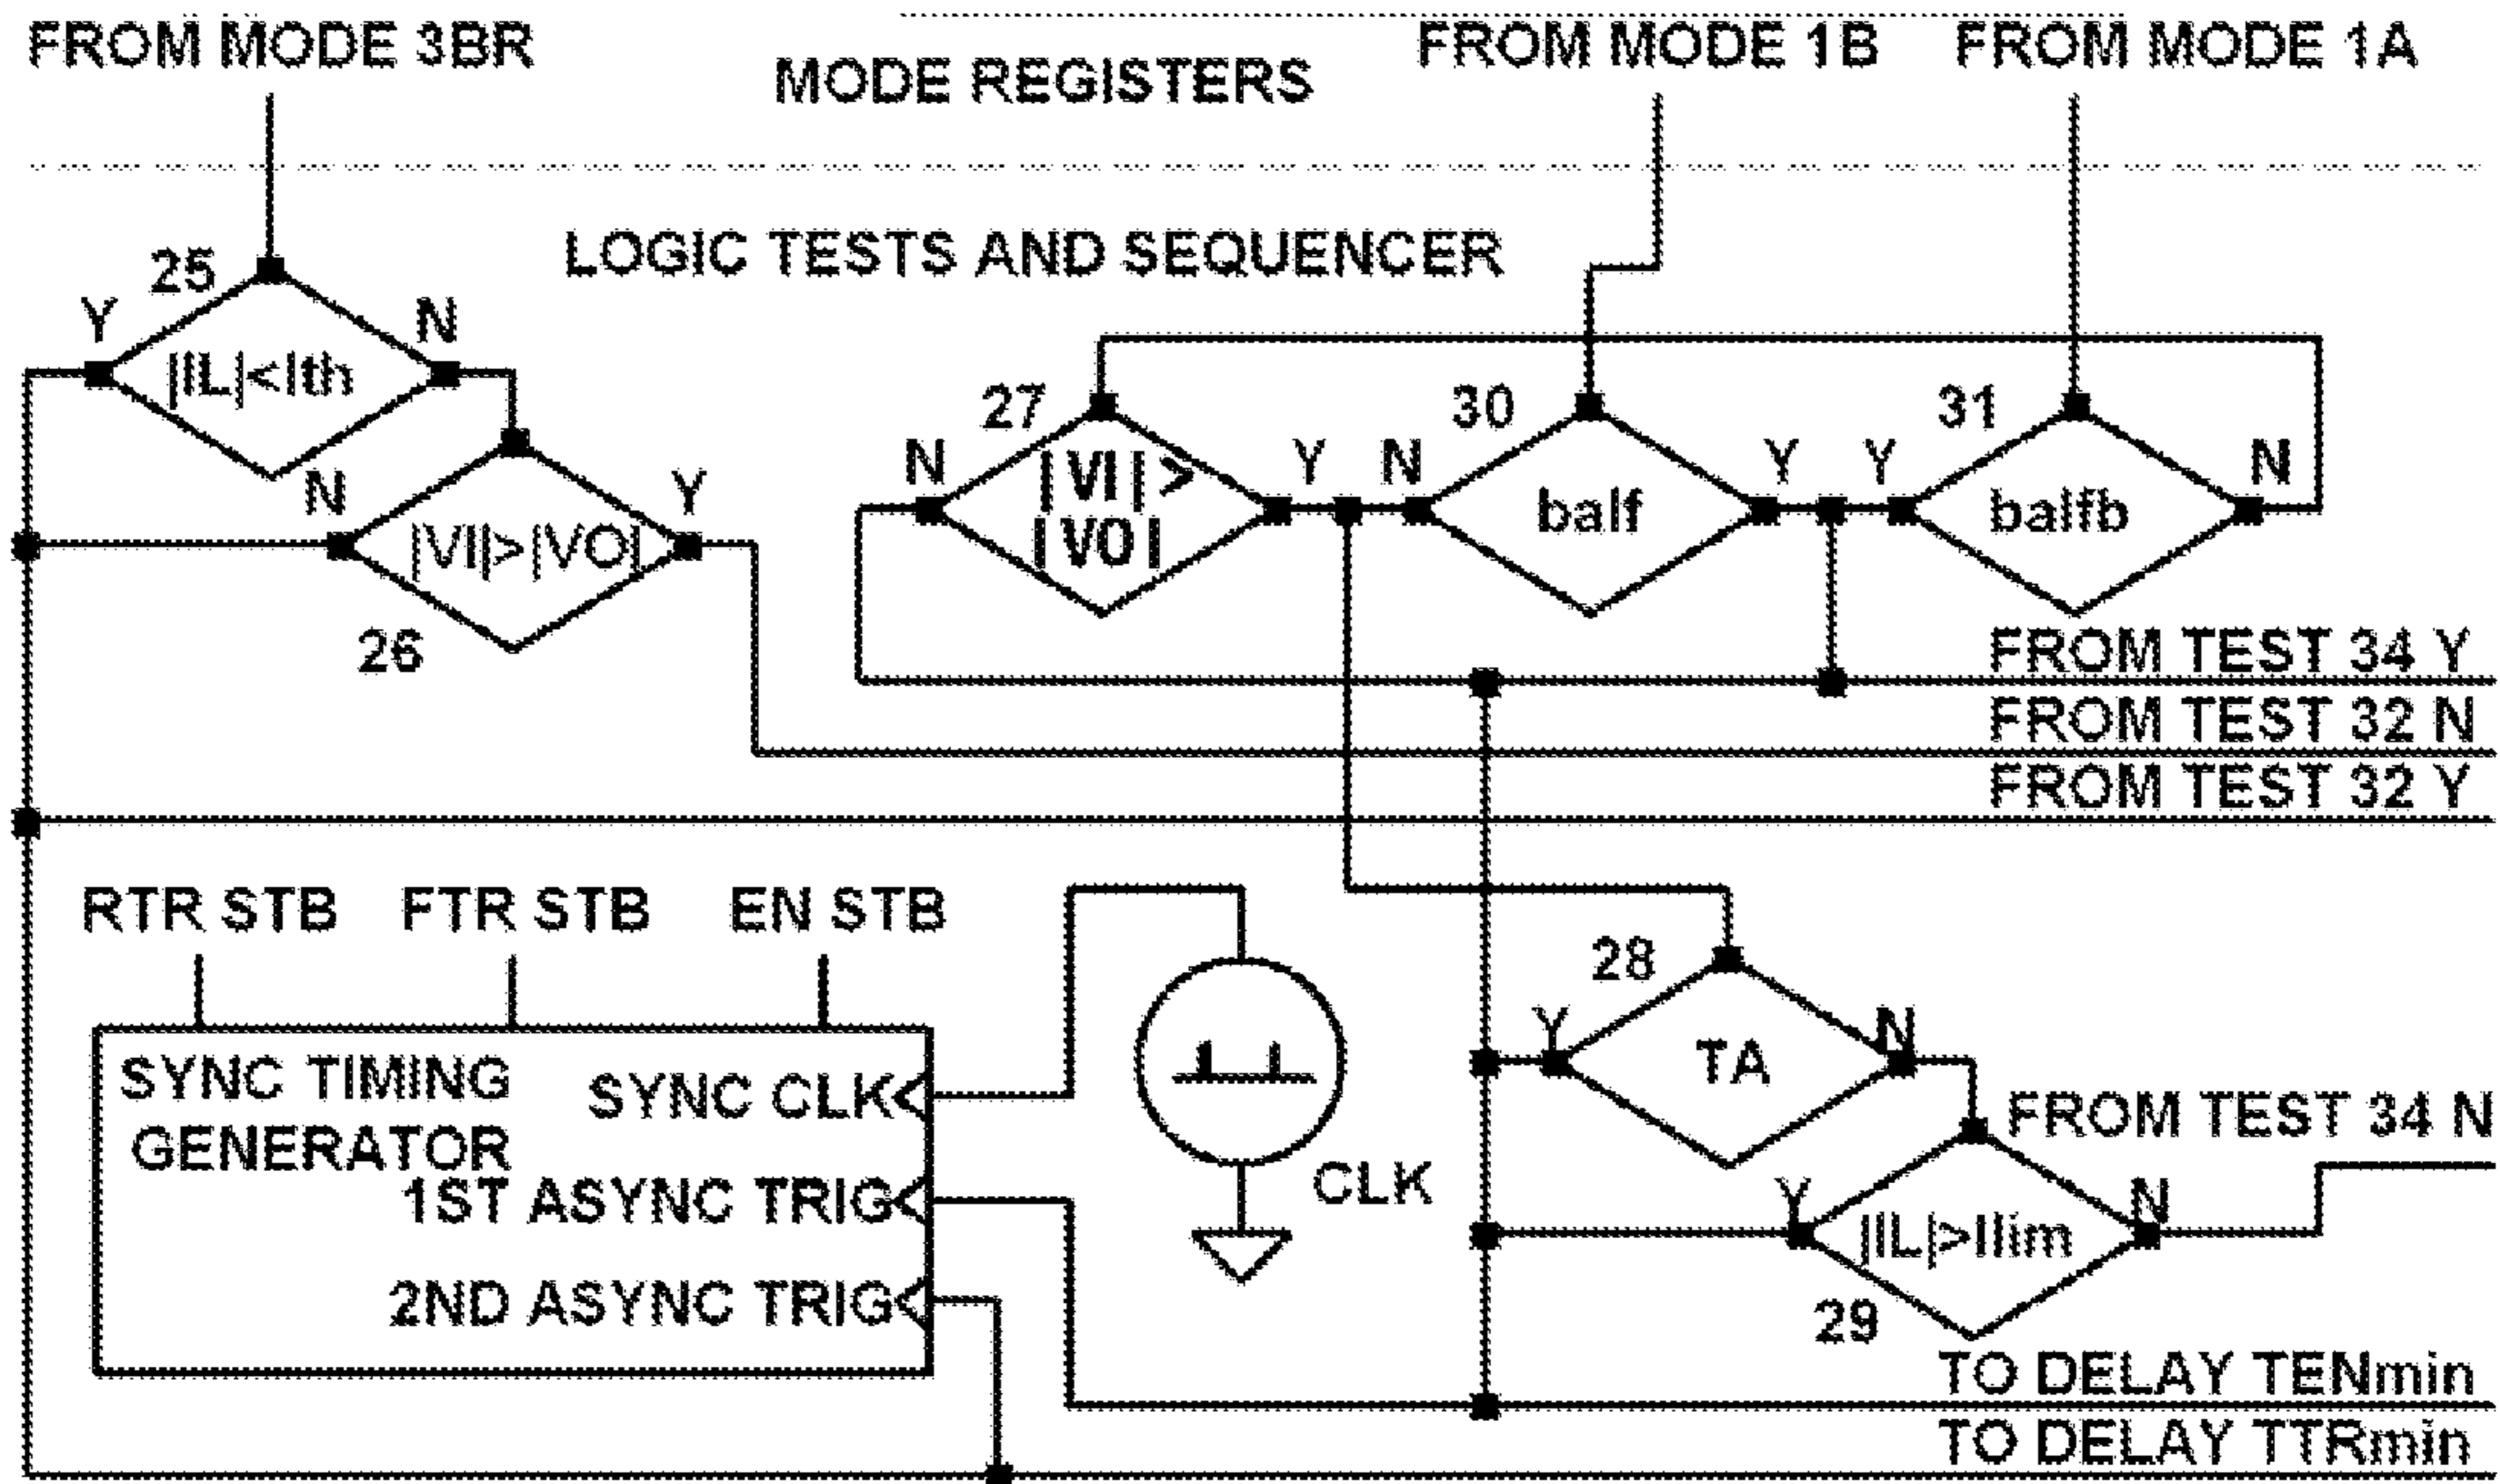 FROM MODE 3BR
MODE REGISTERS
FROM MODE 1B
FROM MODE 1A
LOGIC TESTS AND SEQUENCER
25
Y
N
|IL|<Ith
N
Y
|VI|>|VO|
26
27
N
Y
|VI|>
|VO|
30
N
Y
balf
31
Y
N
balfb
FROM TEST 34 Y
FROM TEST 32 N
FROM TEST 32 Y
RTR STB
FTR STB
EN STB
SYNC TIMING
GENERATOR
SYNC CLK
1ST ASYNC TRIG
2ND ASYNC TRIG
CLK
28
Y
N
TA
FROM TEST 34 N
Y
N
|IL|>Ilim
29
TO DELAY TENmin
TO DELAY TTRmin